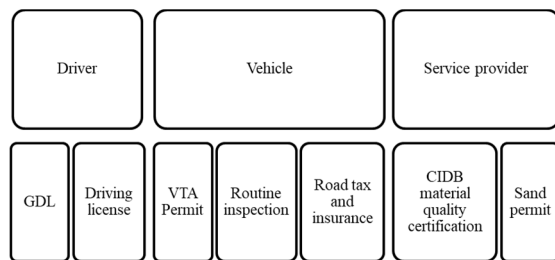 Driver
Vehicle
Service provider
GDL
Driving
license
VTA
Permit
Routine
inspection
Road tax
and
insurance
CIDB
material
quality
certification
Sand
permit